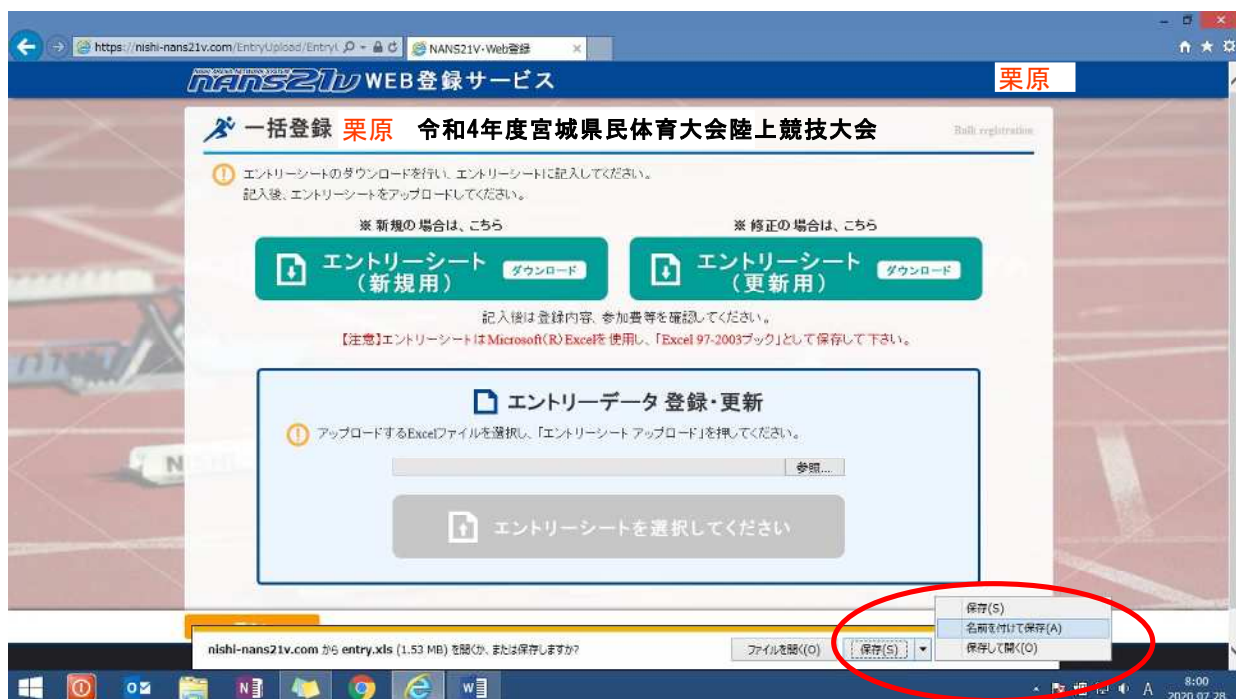 https://nishi-nans21v.com/EntryUpload/Entryl
NANS21V-Web登録
nans21v WEB登録サービス
栗原
一括登録 栗原 令和4年度宮城県民体育大会陸上競技大会
Bulk registration
エントリーシートのダウンロードを行い、エントリーシートに記入してください。
記入後、エントリーシートをアップロードしてください。
※ 新規の場合は、こちら
※ 修正の場合は、こちら
エントリーシート
(新規用)
ダウンロード
エントリーシート
(更新用)
ダウンロード
記入後は登録内容、参加費等を確認してください。
【注意】エントリーシートはMicrosoft(R) Excelを使用し、「Excel 97-2003ブック」として保存して下さい。
エントリーデータ 登録・更新
アップロードするExcelファイルを選択し、「エントリーシート アップロード」を押してください。
参照...
エントリーシートを選択してください
保存(S)
名前を付けて保存(A)
保存して開く(O)
nishi-nans21v.com から entry.xls (1.53 MB) を開くか、または保存しますか?
ファイルを開く(O)
保存(S)
A
8:00
2020.07.28